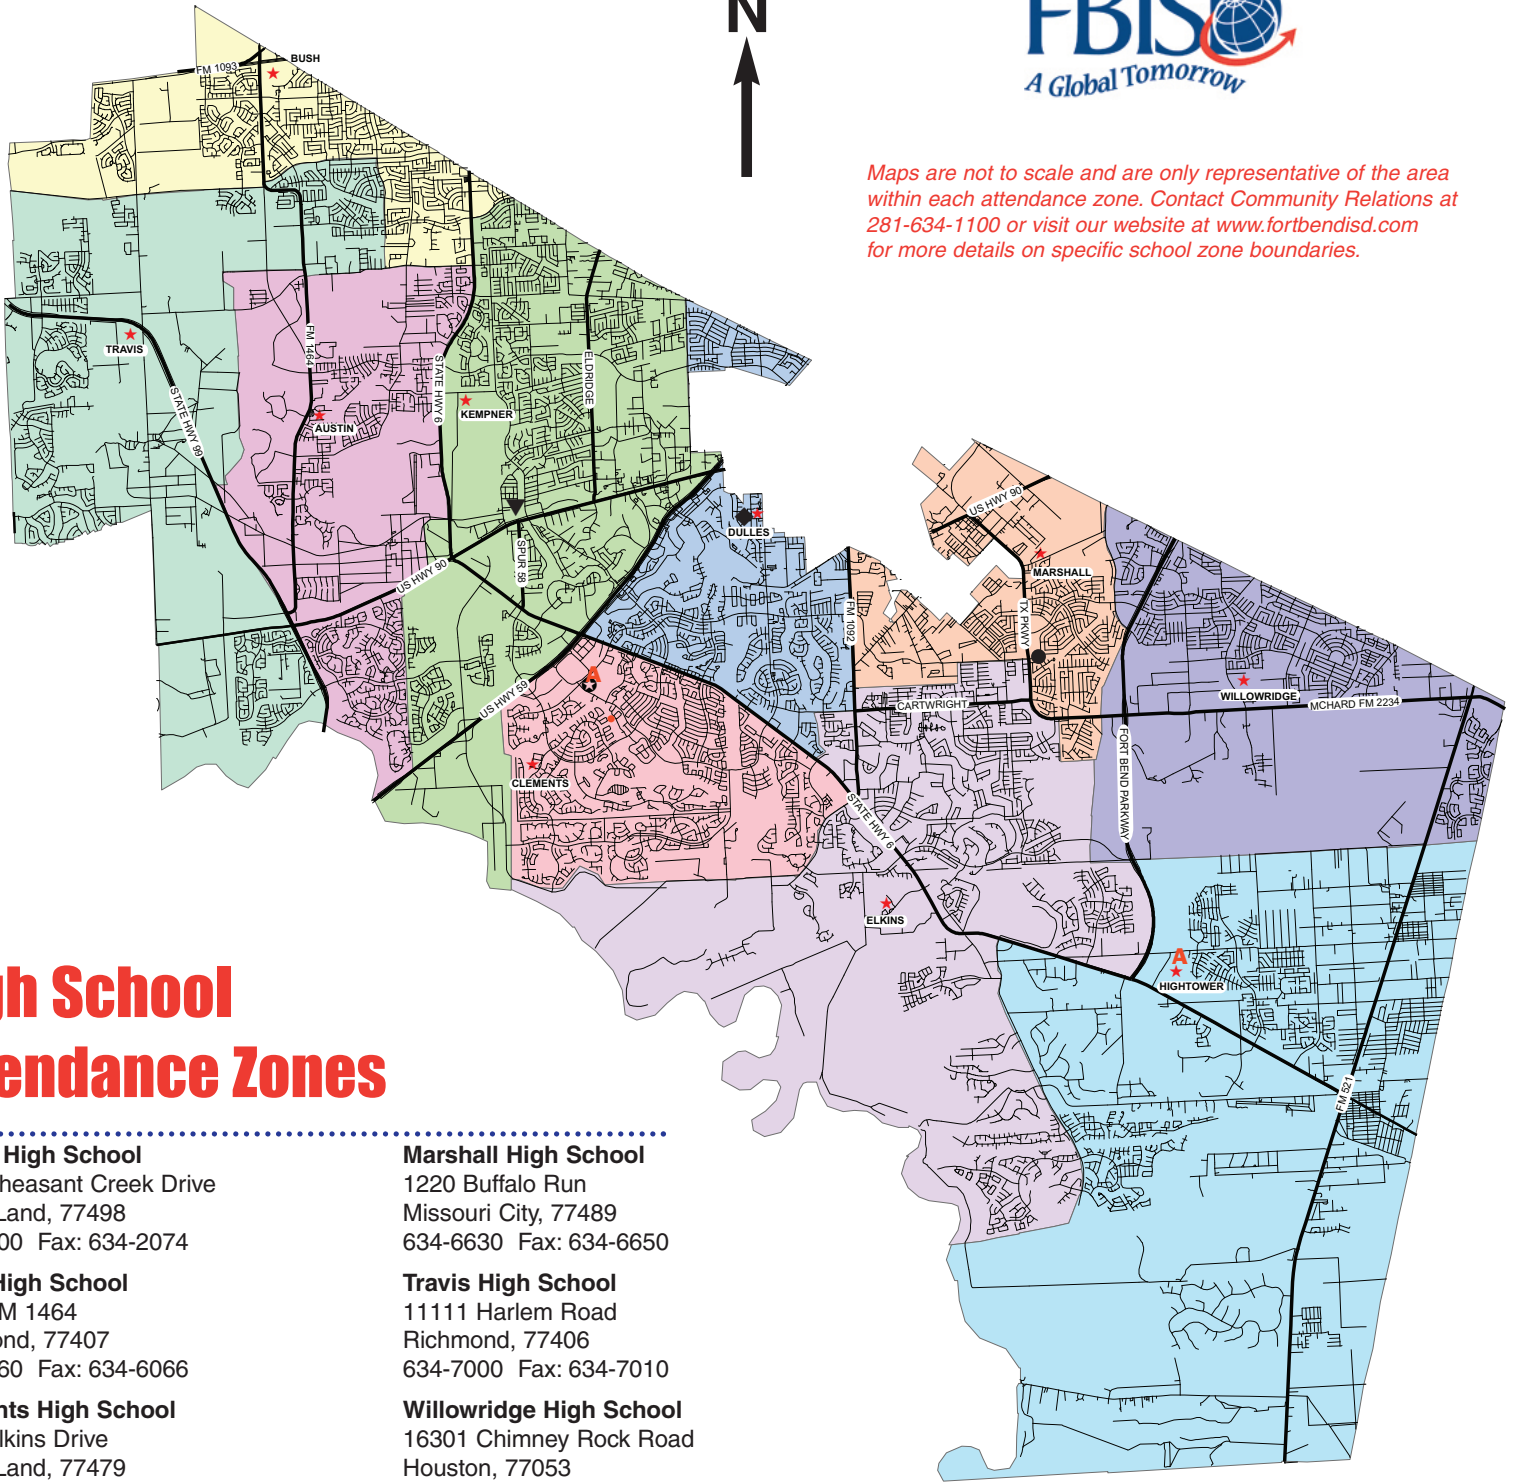 N
FBISD
A Global Tomorrow
Maps are not to scale and are only representative of the area
within each attendance zone. Contact Community Relations at
281-634-1100 or visit our website at www.fortbendisd.com
for more details on specific school zone boundaries.
FM 1093
BUSH
TRAVIS
STATE HWY 99
FM 1464
AUSTIN
STATE HWY 6
KEMPNER
ELDRIDGE
US HWY 90
SPUR 58
DULLES
US HWY 90
MARSHALL
FM 1092
TX PKWY
A
US HWY 59
CLEMENTS
CARTWRIGHT
WILLOWRIDGE
MCHARD FM 2234
FORT BEND PARKWAY
STATE HWY 6
ELKINS
A
HIGHTOWER
FM 521
gh School
endance Zones
High School
heasant Creek Drive
Land, 77498
00 Fax: 634-2074
High School
M 1464
ond, 77407
60 Fax: 634-6066
nts High School
lkins Drive
Land, 77479
Marshall High School
1220 Buffalo Run
Missouri City, 77489
634-6630 Fax: 634-6650
Travis High School
11111 Harlem Road
Richmond, 77406
634-7000 Fax: 634-7010
Willowridge High School
16301 Chimney Rock Road
Houston, 77053